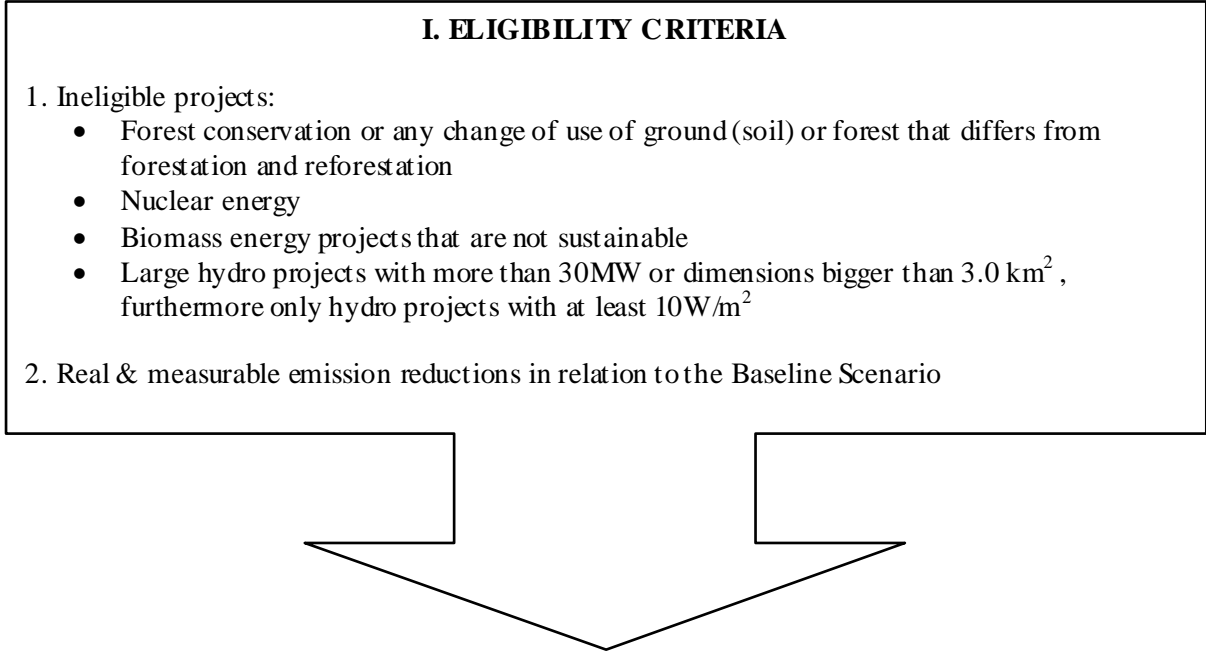 I. ELIGIBILITY CRITERIA
1. Ineligible projects:
• Forest conservation or any change of use of ground (soil) or forest that differs from
forestation and reforestation
• Nuclear energy
• Biomass energy projects that are not sustainable
• Large hydro projects with more than 30MW or dimensions bigger than 3.0 km² ,
furthermore only hydro projects with at least 10W/m²
2. Real & measurable emission reductions in relation to the Baseline Scenario